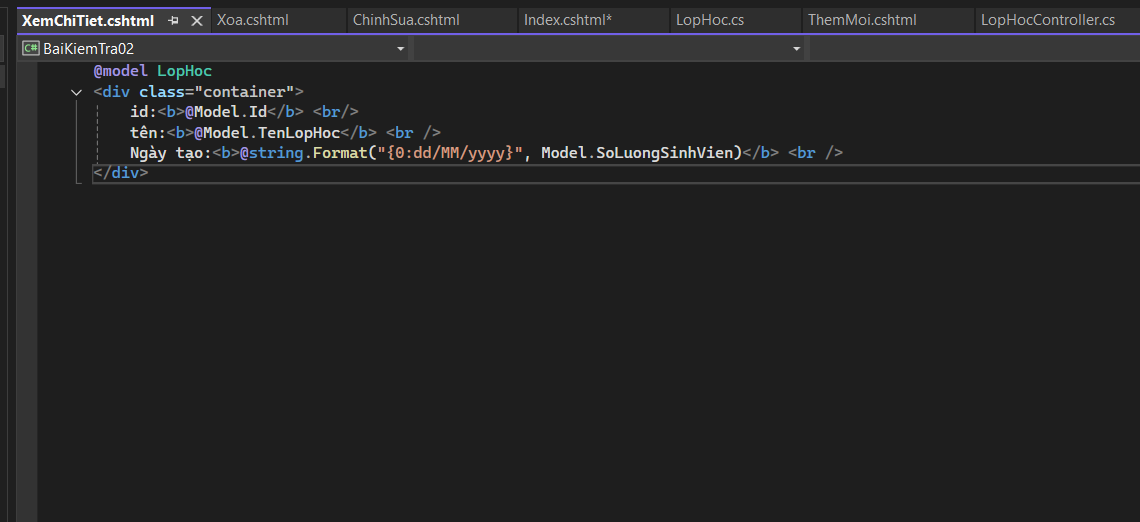 XemChiTiet.cshtml Xoa.cshtml ChinhSua.cshtml Index.cshtml* LopHoc.cs ThemMoi.cshtml LopHocController.cs
C# BaiKiemTra02
@model LopHoc
<div class="container">
id:<b>@Model.Id</b> <br/>
tên:<b>@Model.TenLopHoc</b> <br />
Ngày tạo:<b>@string.Format("{0:dd/MM/yyyy}", Model.SoLuongSinhVien)</b> <br />
</div>